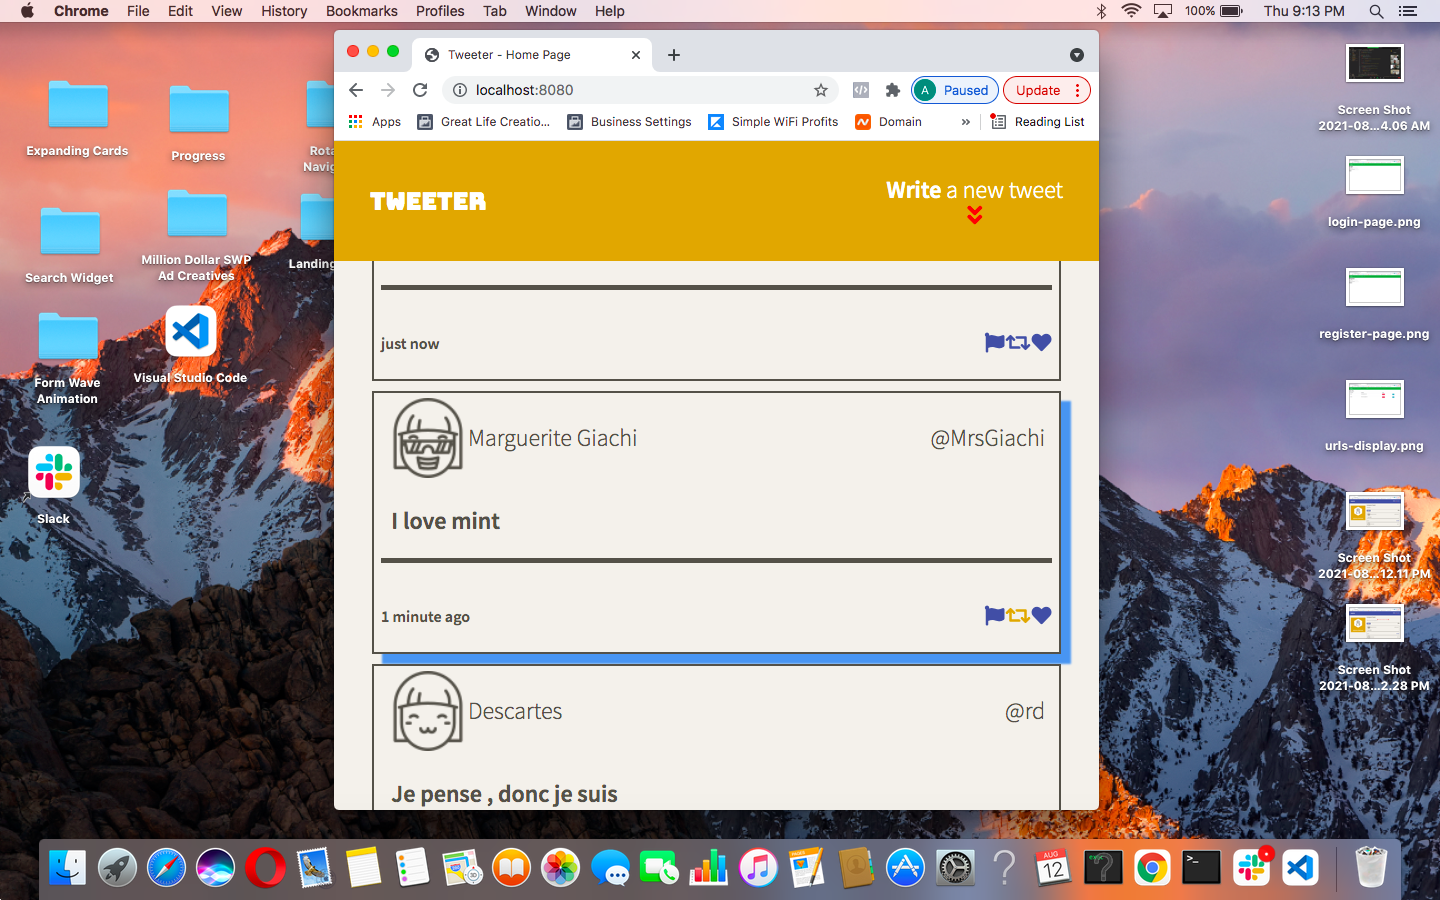 Chrome File Edit View History Bookmarks Profiles Tab Window Help 100% Thu 9:13 PM
Tweeter - Home Page
localhost:8080
A Paused Update
Apps Great Life Creatio... Business Settings Simple WiFi Profits Domain » Reading List
TWEETER
Write a new tweet
just now
Marguerite Giachi @MrsGiachi
I love mint
1 minute ago
Descartes @rd
Je pense , donc je suis
Expanding Cards
Progress
Rota
Navig
Search Widget
Million Dollar SWP
Ad Creatives
Landing
Form Wave
Animation
Visual Studio Code
Slack
Screen Shot
2021-08...4.06 AM
login-page.png
register-page.png
urls-display.png
Screen Shot
2021-08...12.11 PM
Screen Shot
2021-08...2.28 PM
AUG
12